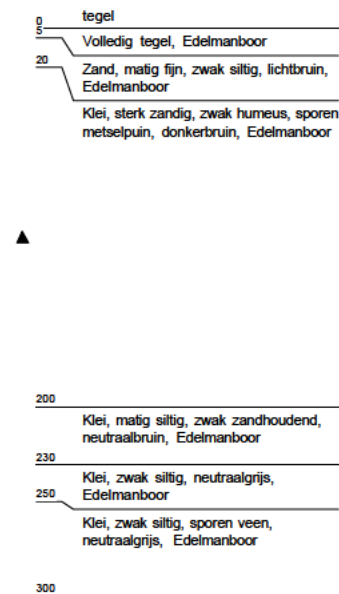 0
tegel
5
Volledig tegel, Edelmanboor
20
Zand, matig fijn, zwak siltig, lichtbruin,
Edelmanboor
Klei, sterk zandig, zwak humeus, sporen
metselpuin, donkerbruin, Edelmanboor
200
Klei, matig siltig, zwak zandhoudend,
neutraalbruin, Edelmanboor
230
Klei, zwak siltig, neutraalgrijs,
Edelmanboor
250
Klei, zwak siltig, sporen veen,
neutraalgrijs, Edelmanboor
300